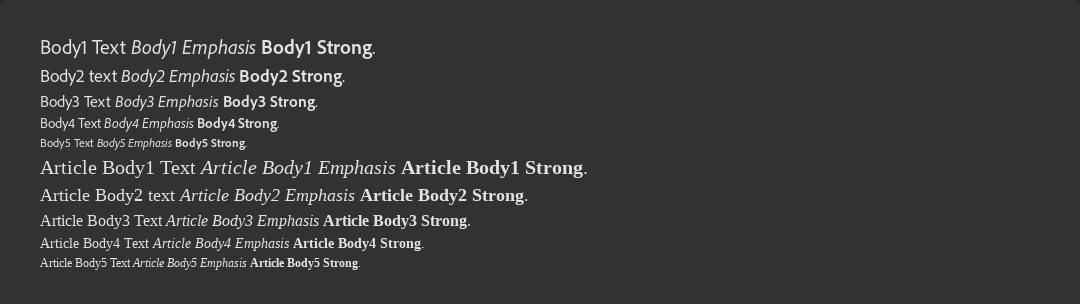 Body1 Text Body1 Emphasis Body1 Strong.
Body2 text Body2 Emphasis Body2 Strong.
Body3 Text Body3 Emphasis Body3 Strong.
Body4 Text Body4 Emphasis Body4 Strong.
Body5 Text Body5 Emphasis Body5 Strong.
Article Body1 Text Article Body1 Emphasis Article Body1 Strong.
Article Body2 text Article Body2 Emphasis Article Body2 Strong.
Article Body3 Text Article Body3 Emphasis Article Body3 Strong.
Article Body4 Text Article Body4 Emphasis Article Body4 Strong.
Article Body5 Text Article Body5 Emphasis Article Body5 Strong.